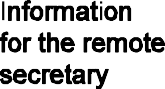 Information
for the remote
secretary